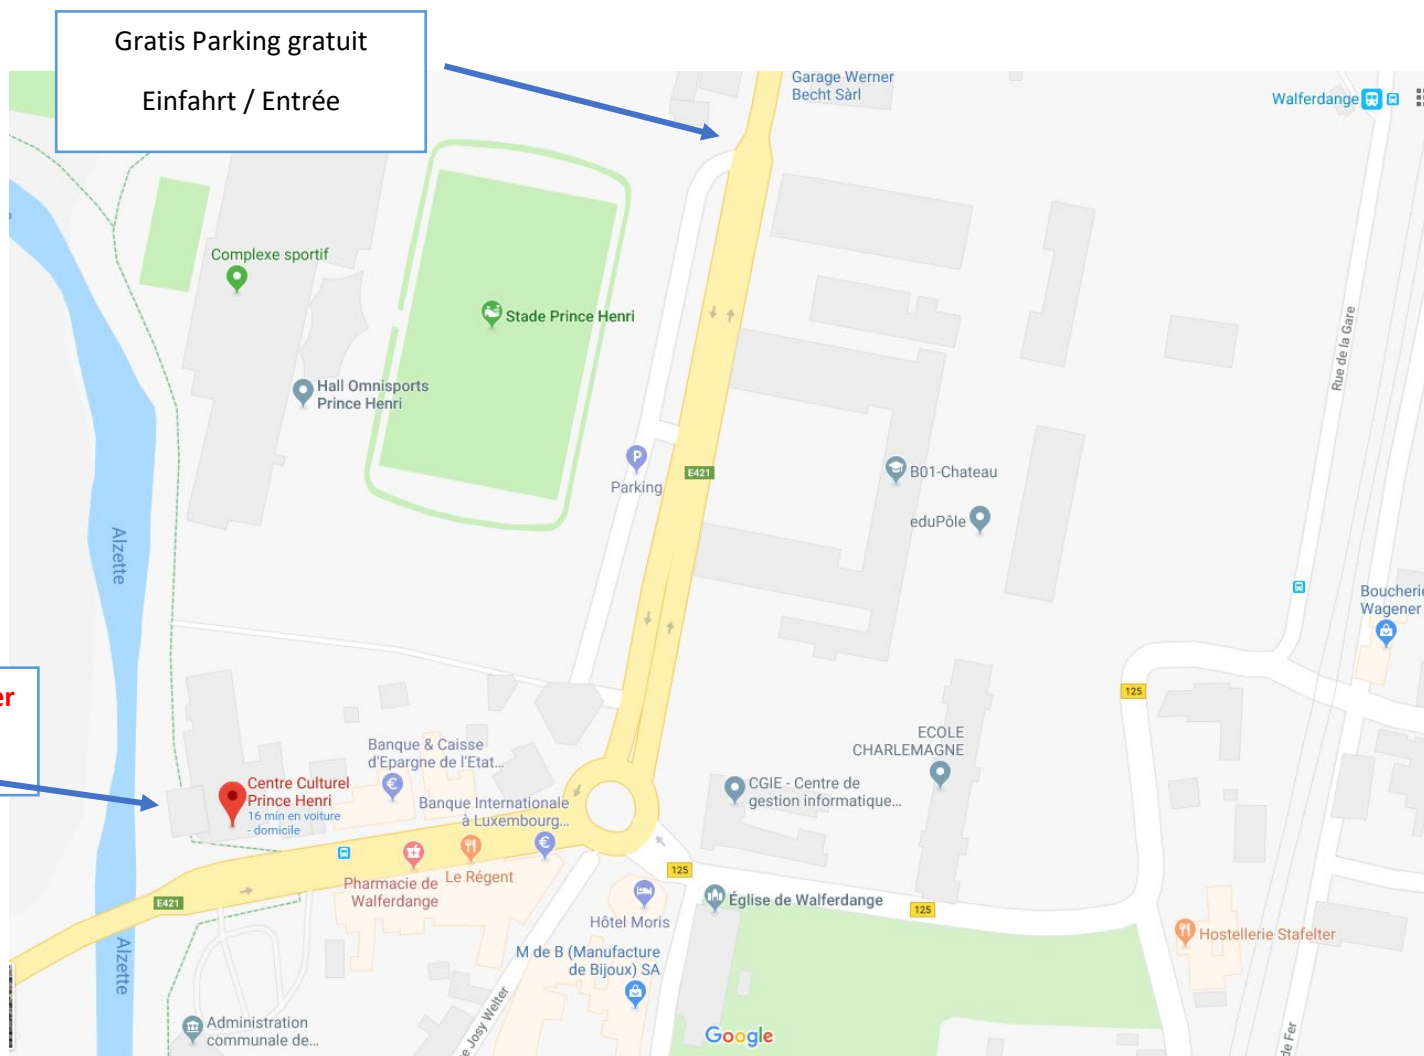 Gratis Parking gratuit
Einfahrt / Entrée
Garage Werner
Becht Sàrl
Walferdange
Complexe sportif
Stade Prince Henri
Rue de la Gare
Hall Omnisports
Prince Henri
P
Parking
E421
B01-Chateau
eduPôle
Alzette
Boucherie
Wagener
er
125
ECOLE
CHARLEMAGNE
Banque & Caisse
d'Epargne de l'Etat...
Centre Culturel
Prince Henri
16 min en voiture
- domicile
CGIE - Centre de
gestion informatique...
Banque Internationale
à Luxembourg...
125
Pharmacie de
Walferdange
Le Régent
E421
Église de Walferdange
125
Hôtel Moris
Hostellerie Stafelter
M de B (Manufacture
de Bijoux) SA
Alzette
e Josy Welter
Administration
communale de...
Google
de Fer